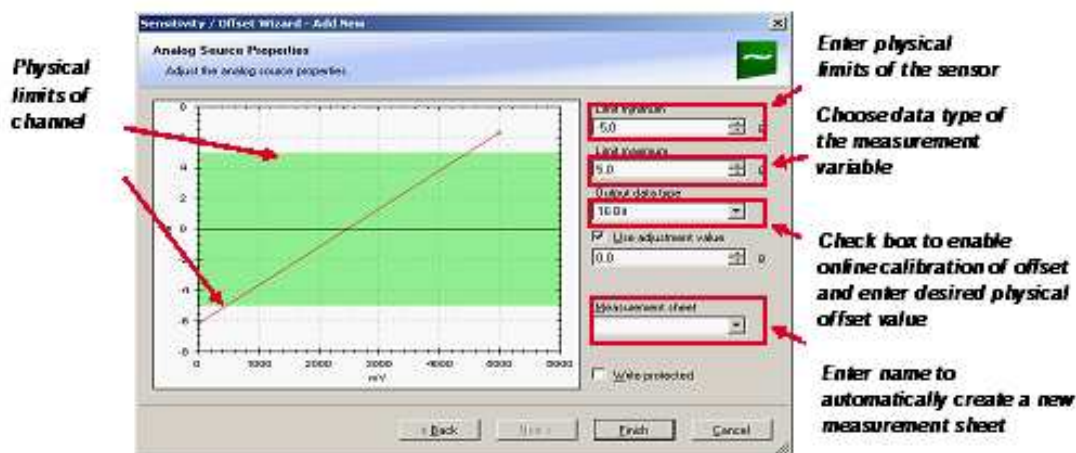 Sensitivity / Offset Wizard - Add New
Analog Source Properties
Adjust the analog source properties
Physical
limits of
channel
Enter physical
limits of the sensor
Choose data type of
the measurement
variable
Check box to enable
online calibration of offset
and enter desired physical
offset value
Enter name to
automatically create a new
measurement sheet
Limit minimum
-5.0
Limit maximum
5.0
Output data type
Use adjustment value
0.0
Measurement sheet
Write protected
0 1000 2000 3000 4000 5000
mV
< Back
Next >
Finish
Cancel